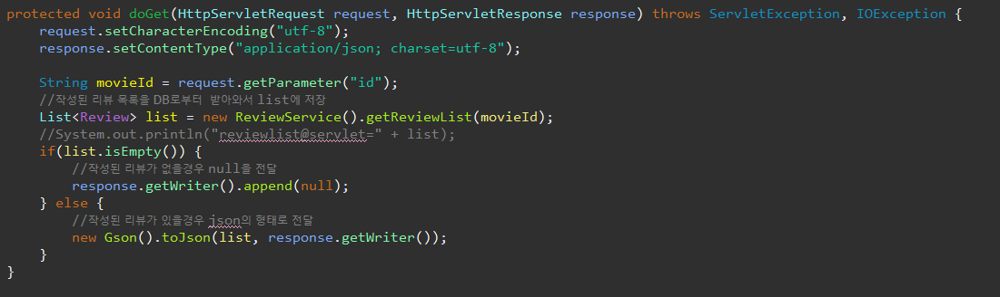 protected void doGet(HttpServletRequest request, HttpServletResponse response) throws ServletException, IOException {
    request.setCharacterEncoding("utf-8");
    response.setContentType("application/json; charset=utf-8");

    String movieId = request.getParameter("id");
    //작성된 리뷰 목록을 DB로부터 받아와서 list에 저장
    List<Review> list = new ReviewService().getReviewList(movieId);
    //System.out.println("reviewlist@servlet=" + list);
    if(list.isEmpty()) {
        //작성된 리뷰가 없을경우 null을 전달
        response.getWriter().append(null);
    } else {
        //작성된 리뷰가 있을경우 json의 형태로 전달
        new Gson().toJson(list, response.getWriter());
    }
}